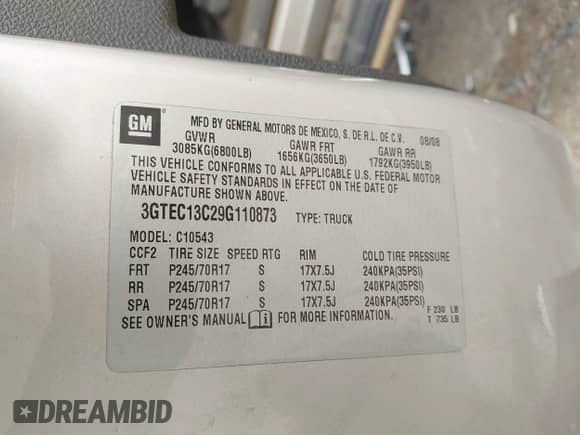 GM
MFD BY GENERAL MOTORS DE MEXICO, S. DE R.L. DE C.V. 08/08
GVWR GAWR FRT GAWR RR
3085KG(6800LB) 1656KG(3650LB) 1792KG(3950LB)
THIS VEHICLE CONFORMS TO ALL APPLICABLE U.S. FEDERAL MOTOR
VEHICLE SAFETY STANDARDS IN EFFECT ON THE DATE OF
MANUFACTURE SHOWN ABOVE.
3GTEC13C29G110873 TYPE: TRUCK
MODEL: C10543
CCF2 TIRE SIZE SPEED RTG RIM COLD TIRE PRESSURE
FRT P245/70R17 S 17X7.5J 240KPA(35PSI)
RR P245/70R17 S 17X7.5J 240KPA(35PSI)
SPA P245/70R17 S 17X7.5J 240KPA(35PSI)
SEE OWNER'S MANUAL FOR MORE INFORMATION.
F 230 LB
T 735 LB
DREAMBID